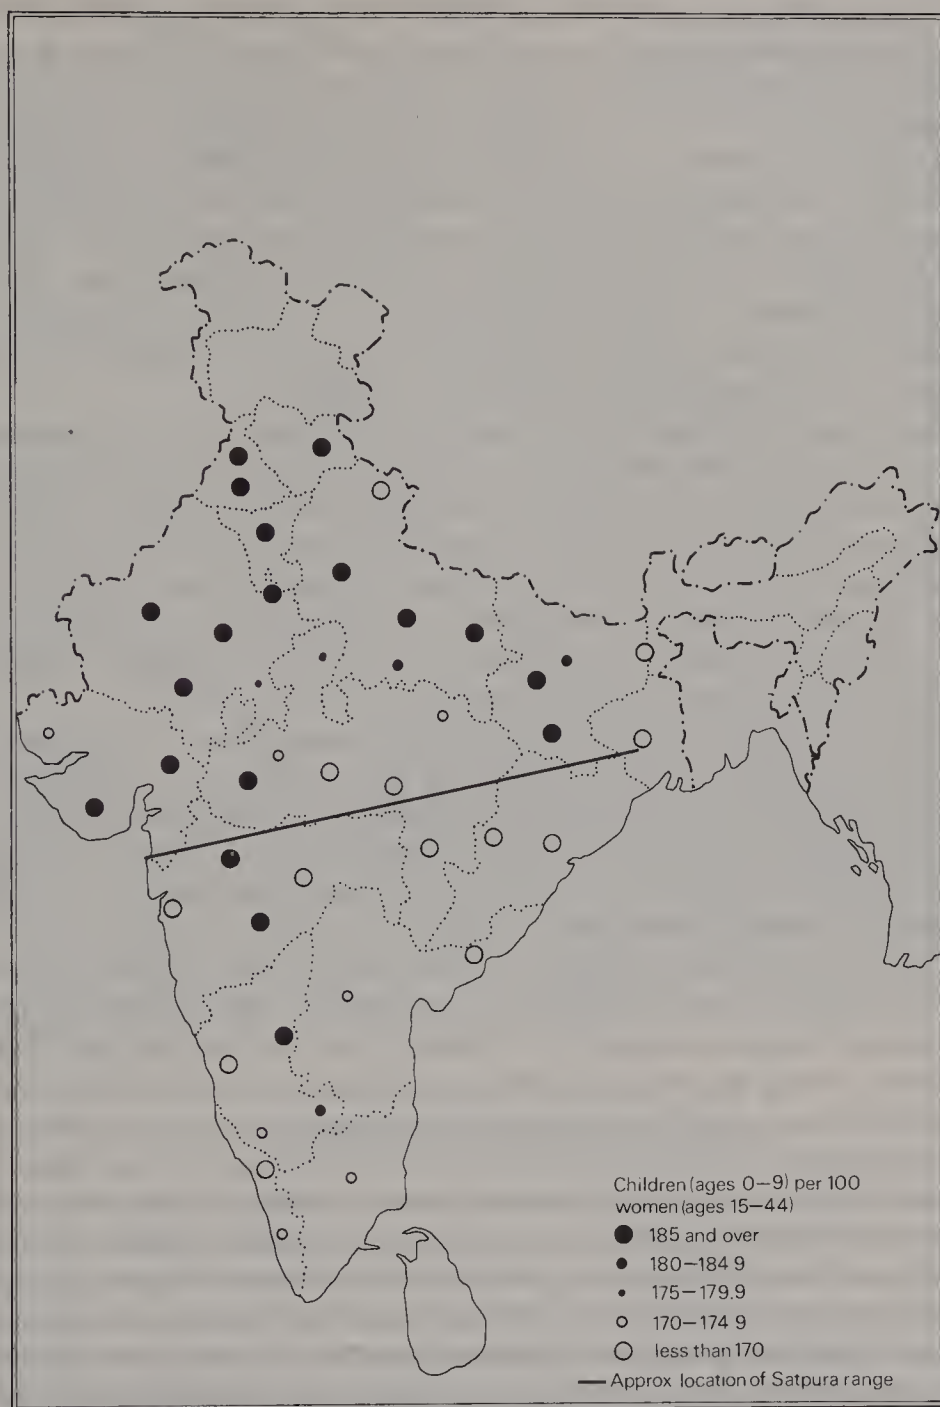 Children (ages 0–9) per 100
women (ages 15–44)
185 and over
180–184 9
175–179.9
170–174 9
less than 170
Approx location of Satpura range